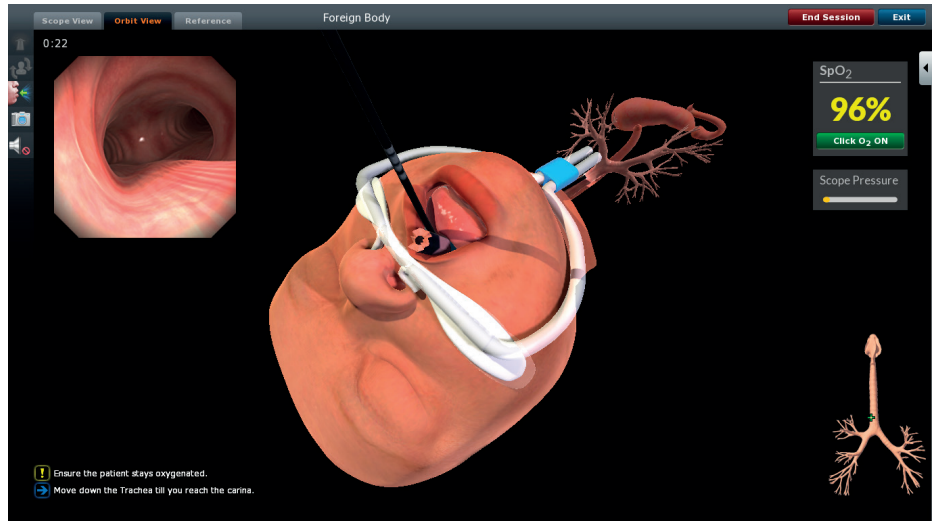 Scope View
Orbit View
Reference
Foreign Body
End Session
Exit
0:22
SpO2
96%
Click O2 ON
Scope Pressure
! Ensure the patient stays oxygenated.
Move down the Trachea till you reach the carina.